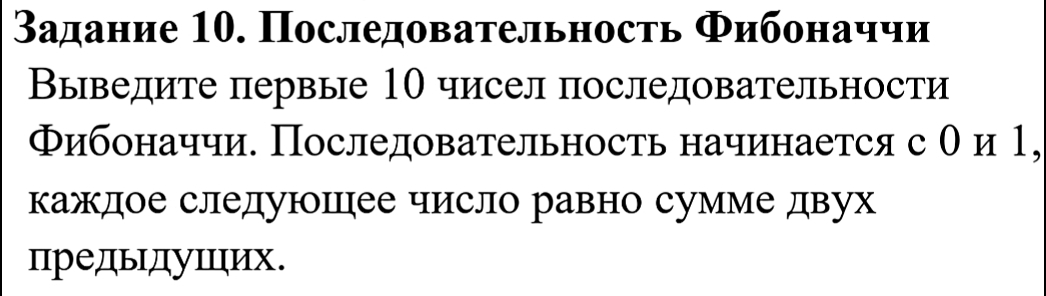 Задание 10. Последовательность Фибоначчи
Выведите первые 10 чисел последовательности
Фибоначчи. Последовательность начинается с 0 и 1,
каждое следующее число равно сумме двух
предыдущих.